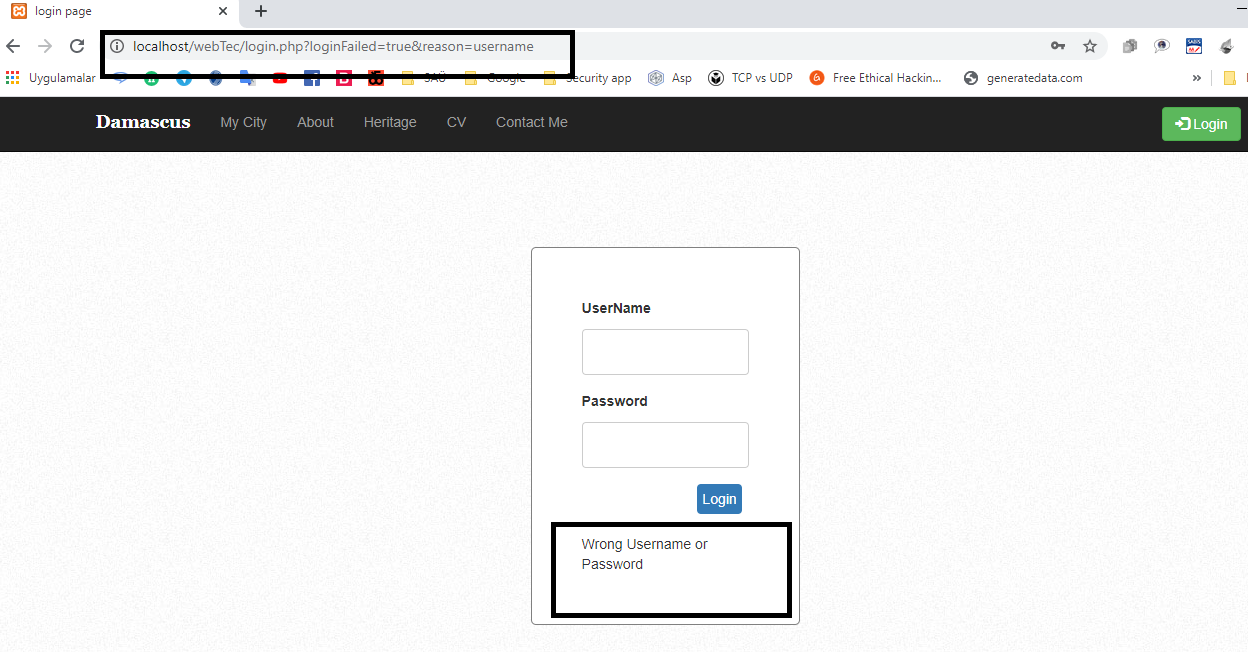 login page
localhost/webTec/login.php?loginFailed=true&reason=username
Uygulamalar SAÜ Google security app Asp TCP vs UDP Free Ethical Hackin... generatedata.com »
Damascus My City About Heritage CV Contact Me Login
UserName
Password
Login
Wrong Username or
Password